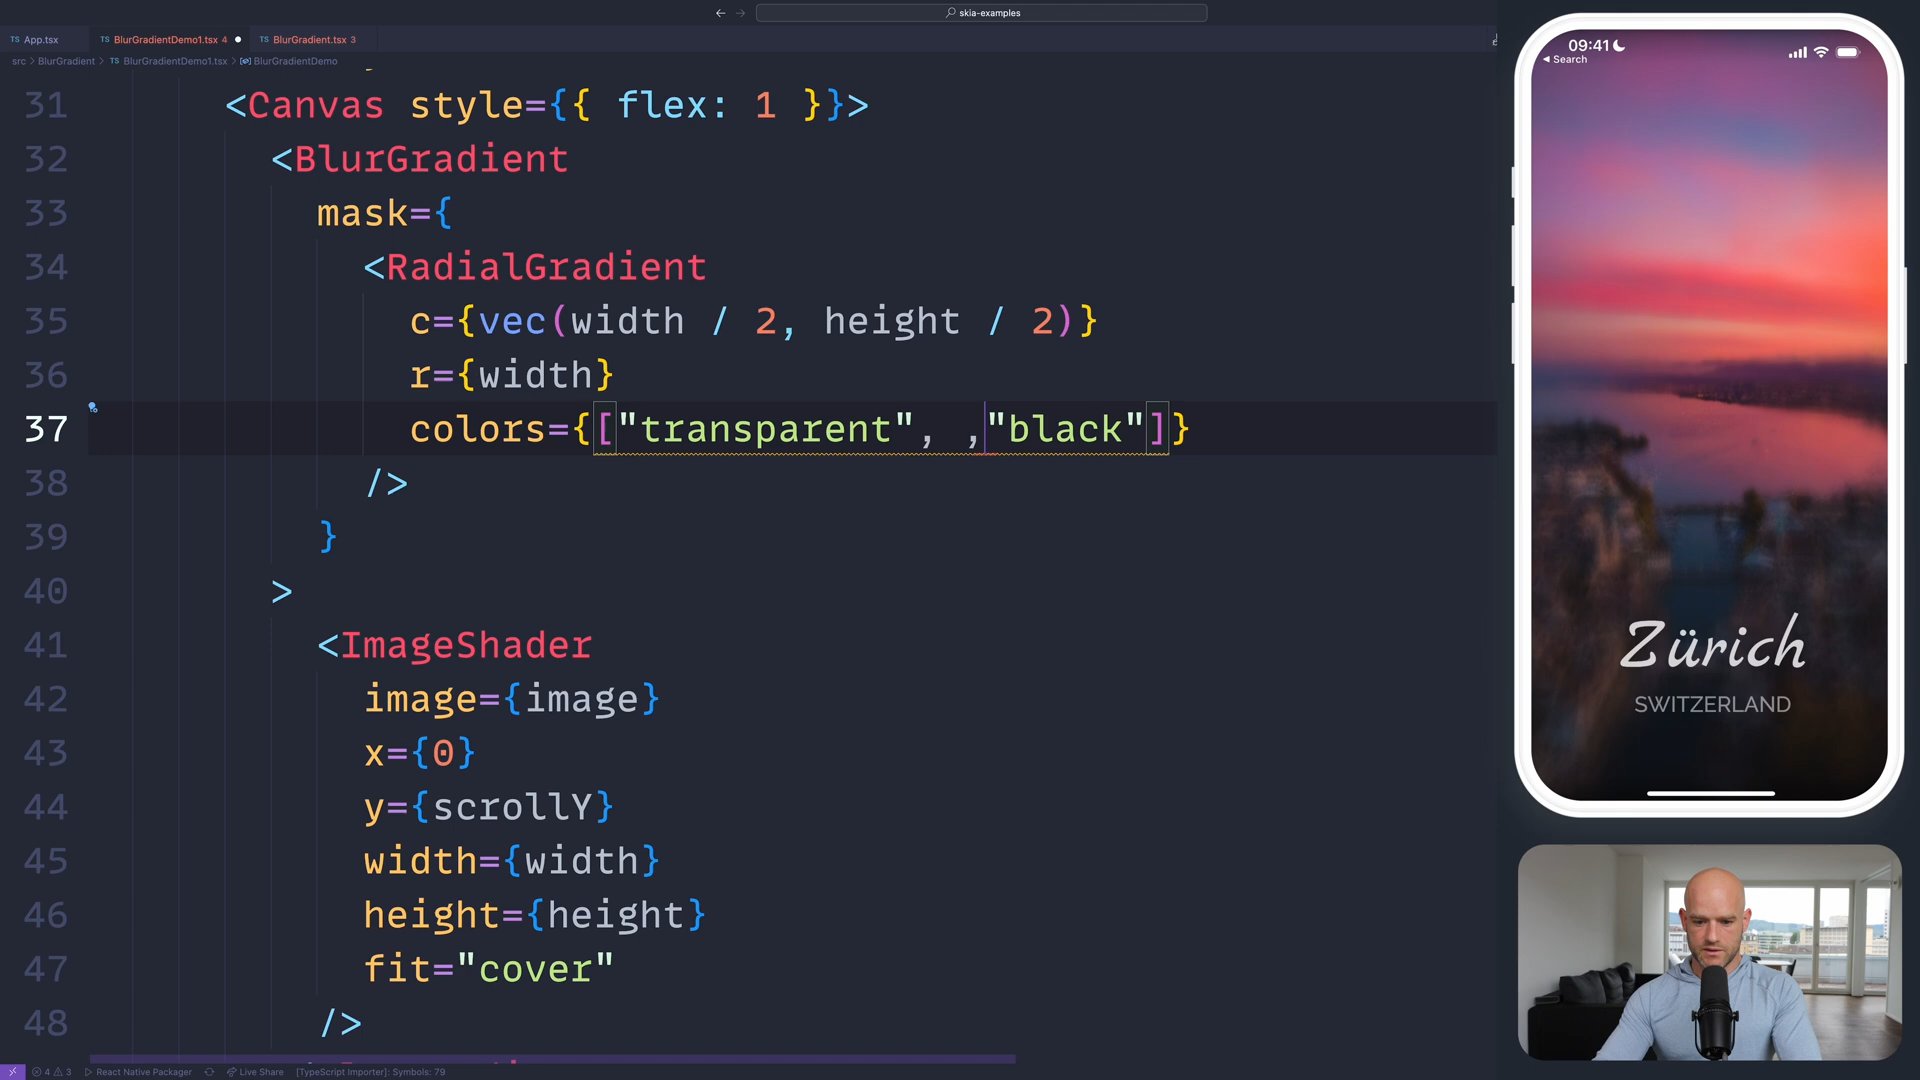 skia-examples
TS App.tsx
TS BlurGradientDemo1.tsx 4
TS BlurGradient.tsx 3
src > BlurGradient > TS BlurGradientDemo1.tsx > BlurGradientDemo
31 <Canvas style={{ flex: 1 }}>
32 <BlurGradient
33 mask={
34 <RadialGradient
35 c={vec(width / 2, height / 2)}
36 r={width}
37 colors={["transparent", ,"black"]}
38 />
39 }
40 >
41 <ImageShader
42 image={image}
43 x={0}
44 y={scrollY}
45 width={width}
46 height={height}
47 fit="cover"
48 />
4 3 React Native Packager Live Share [TypeScript Importer]: Symbols: 79
09:41
Search
Zürich
SWITZERLAND